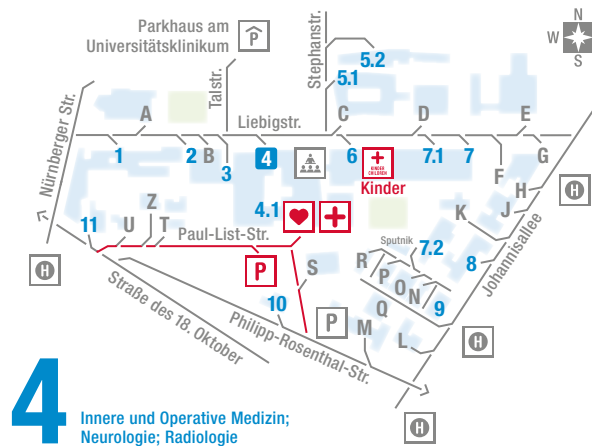 Parkhaus am
Universitätsklinikum
P
N
W
S
Stephanstr.
5.2
5.1
Talstr.
Nürnberger Str.
A
Liebigstr.
C
D
E
1
2
B
3
4
6
KINDER
CHILDREN
Kinder
7.1
7
F
G
H
H
J
K
Johannisallee
4.1
11
U
Z
T
Paul-List-Str.
H
P
S
Sputnik
7.2
R
P
O
N
Q
8
9
10
P
M
L
H
Straße des 18. Oktober
Philipp-Rosenthal-Str.
H
4
Innere und Operative Medizin;
Neurologie; Radiologie